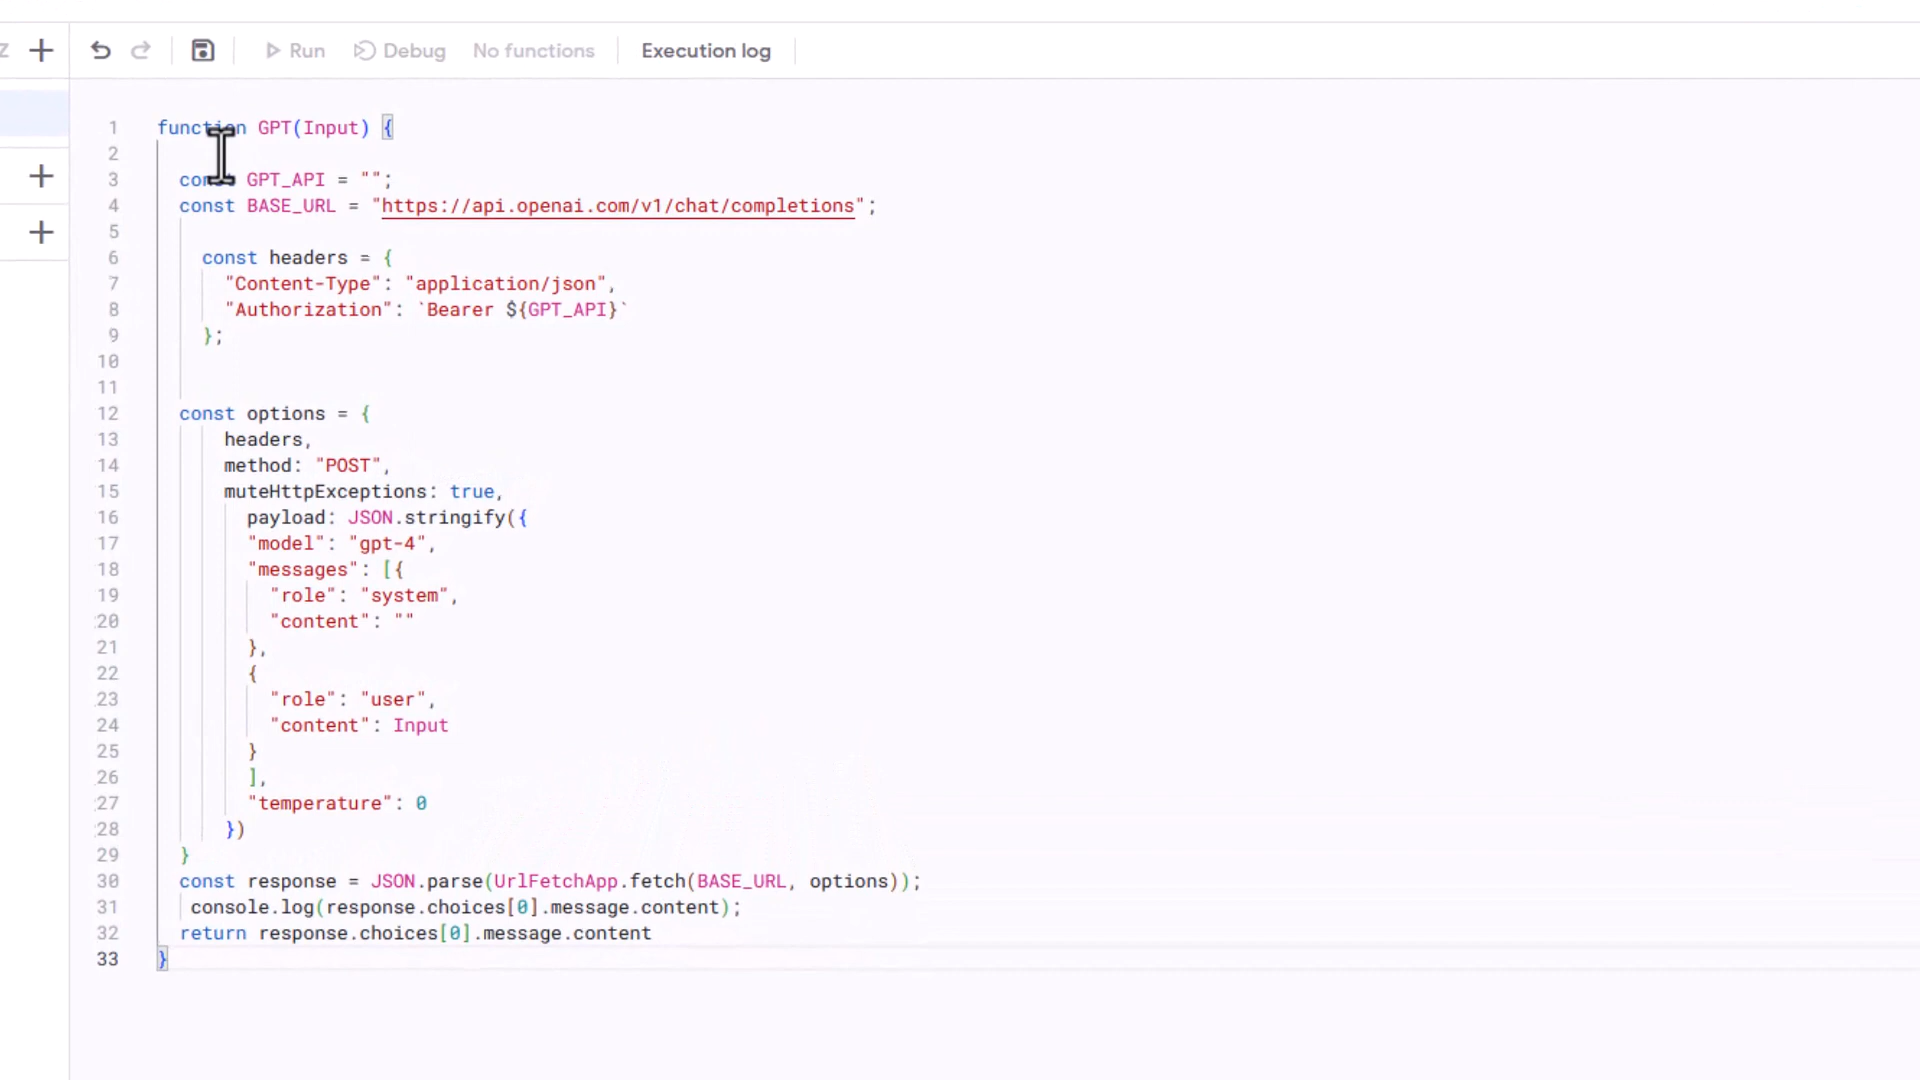 Z
Run
Debug
No functions
Execution log
1 function GPT(Input) {
2
3 const GPT_API = "";
4 const BASE_URL = "https://api.openai.com/v1/chat/completions";
5
6 const headers = {
7 "Content-Type": "application/json",
8 "Authorization": `Bearer ${GPT_API}`
9 };
10
11
12 const options = {
13 headers,
14 method: "POST",
15 muteHttpExceptions: true,
16 payload: JSON.stringify({
17 "model": "gpt-4",
18 "messages": [{
19 "role": "system",
20 "content": ""
21 },
22 {
23 "role": "user",
24 "content": Input
25 }
26 ],
27 "temperature": 0
28 })
29 }
30 const response = JSON.parse(UrlFetchApp.fetch(BASE_URL, options));
31 console.log(response.choices[0].message.content);
32 return response.choices[0].message.content
33 }